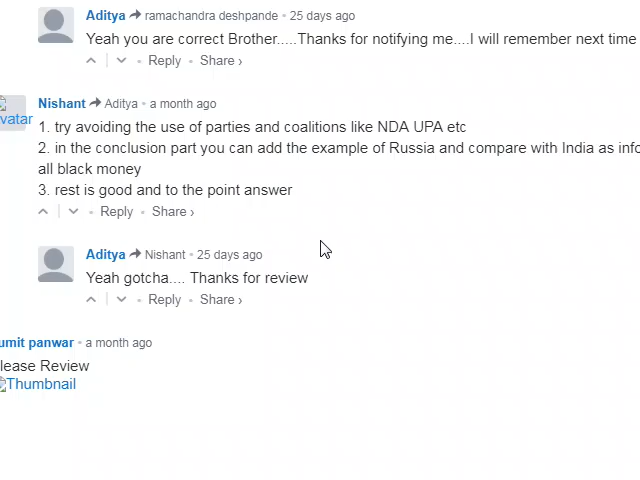 Aditya ramachandra deshpande • 25 days ago
Yeah you are correct Brother.....Thanks for notifying me....I will remember next time
Reply • Share ›
Nishant Aditya • a month ago
1. try avoiding the use of parties and coalitions like NDA UPA etc
2. in the conclusion part you can add the example of Russia and compare with India as info
all black money
3. rest is good and to the point answer
Reply • Share ›
Aditya Nishant • 25 days ago
Yeah gotcha.... Thanks for review
Reply • Share ›
umit panwar • a month ago
lease Review
Thumbnail